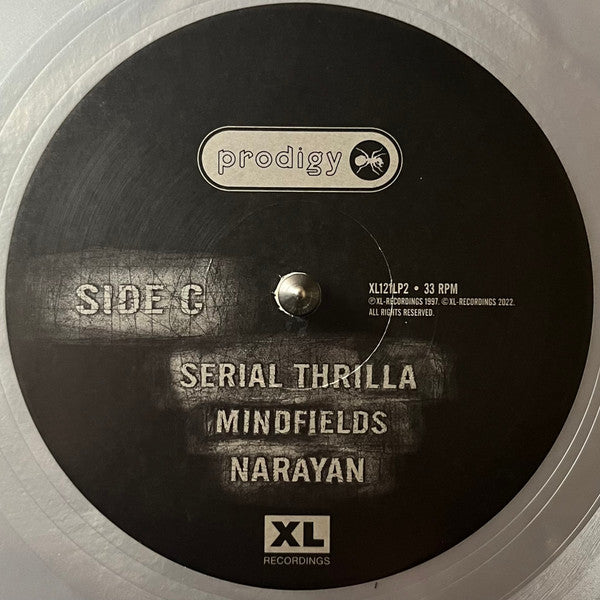 prodigy
SIDE C
XL121LP2 • 33 RPM
℗XL-RECORDINGS 1997. ©XL-RECORDINGS 2022.
ALL RIGHTS RESERVED.
SERIAL THRILLA
MINDFIELDS
NARAYAN
XL
RECORDINGS